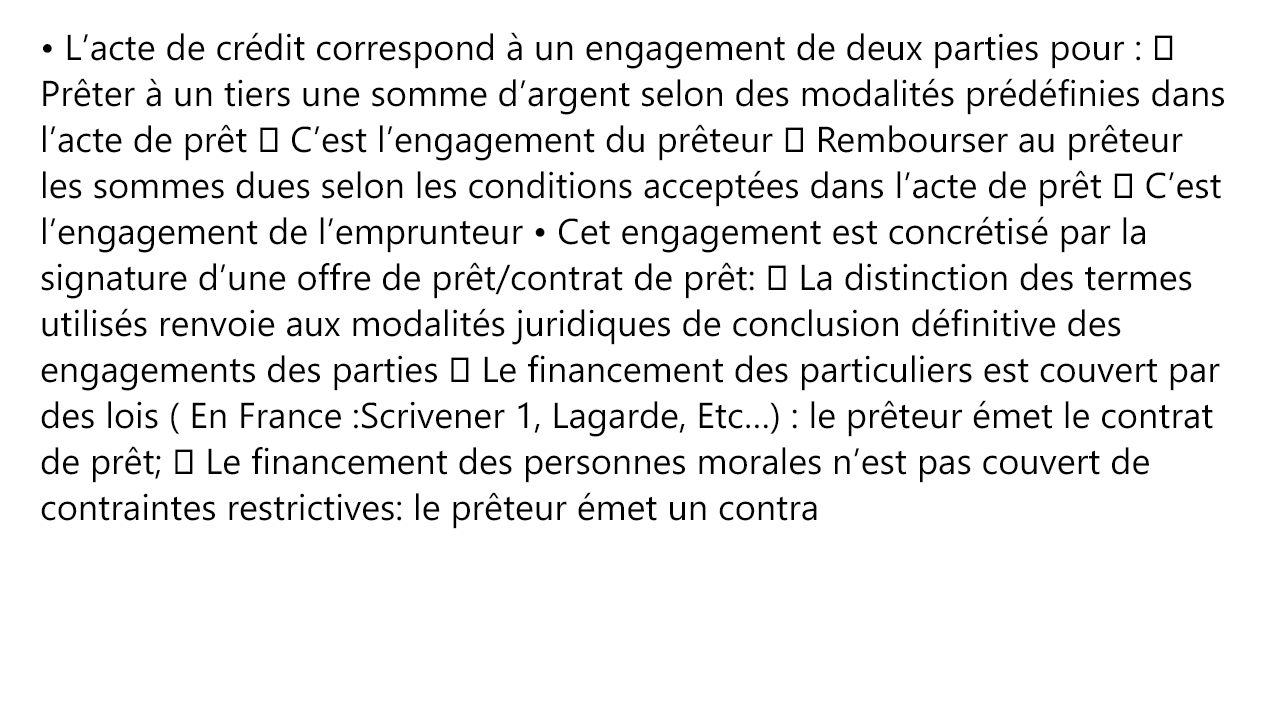 • L’acte de crédit correspond à un engagement de deux parties pour : 
Prêter à un tiers une somme d’argent selon des modalités prédéfinies dans
l’acte de prêt  C’est l’engagement du prêteur  Rembourser au prêteur
les sommes dues selon les conditions acceptées dans l’acte de prêt  C’est
l’engagement de l’emprunteur • Cet engagement est concrétisé par la
signature d’une offre de prêt/contrat de prêt:  La distinction des termes
utilisés renvoie aux modalités juridiques de conclusion définitive des
engagements des parties  Le financement des particuliers est couvert par
des lois ( En France :Scrivener 1, Lagarde, Etc…) : le prêteur émet le contrat
de prêt;  Le financement des personnes morales n’est pas couvert de
contraintes restrictives: le prêteur émet un contra